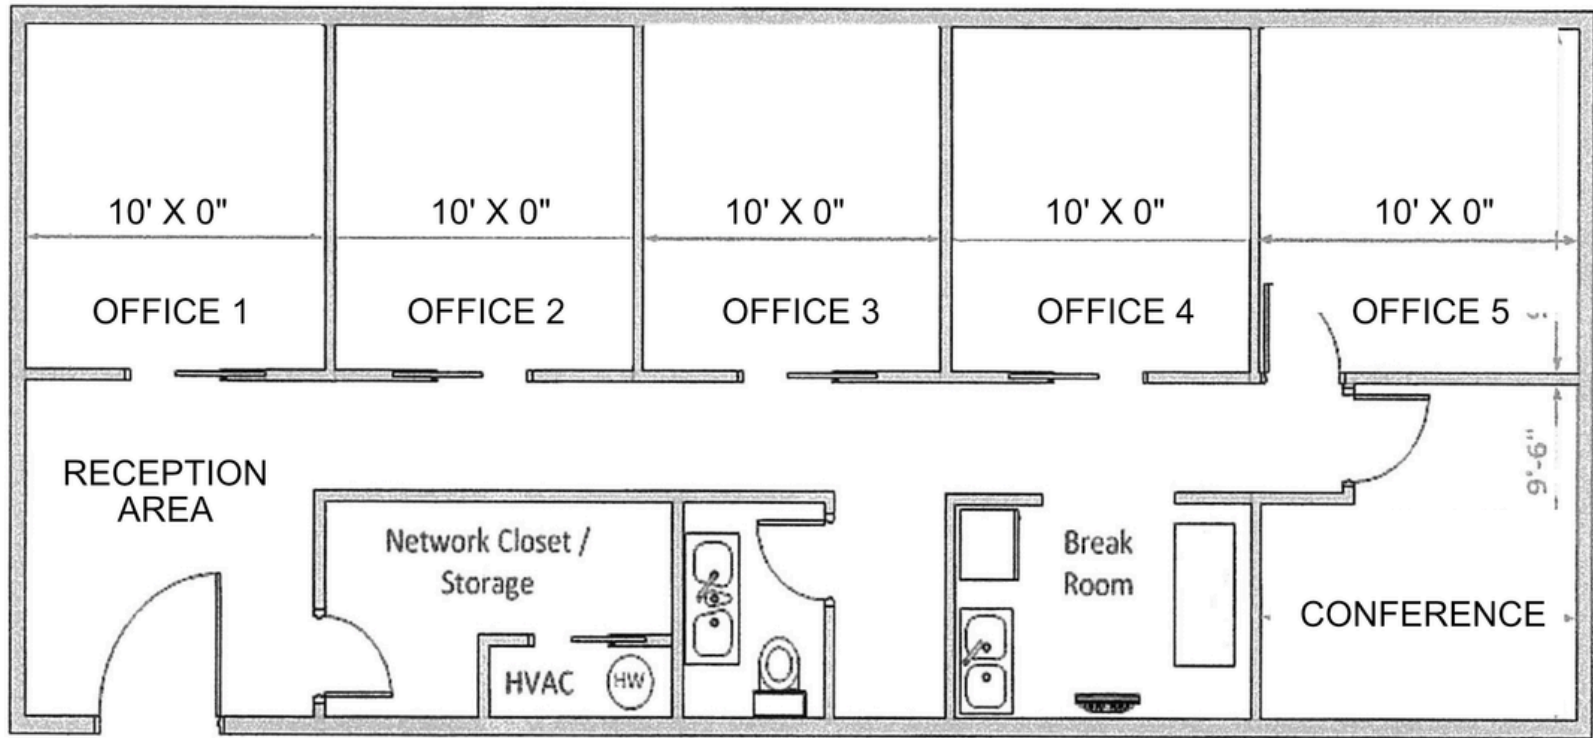 10' X 0"
10' X 0"
10' X 0"
10' X 0"
10' X 0"
OFFICE 1
OFFICE 2
OFFICE 3
OFFICE 4
OFFICE 5
RECEPTION
AREA
9'-6"
Network Closet /
Storage
Break
Room
CONFERENCE
HVAC
HW